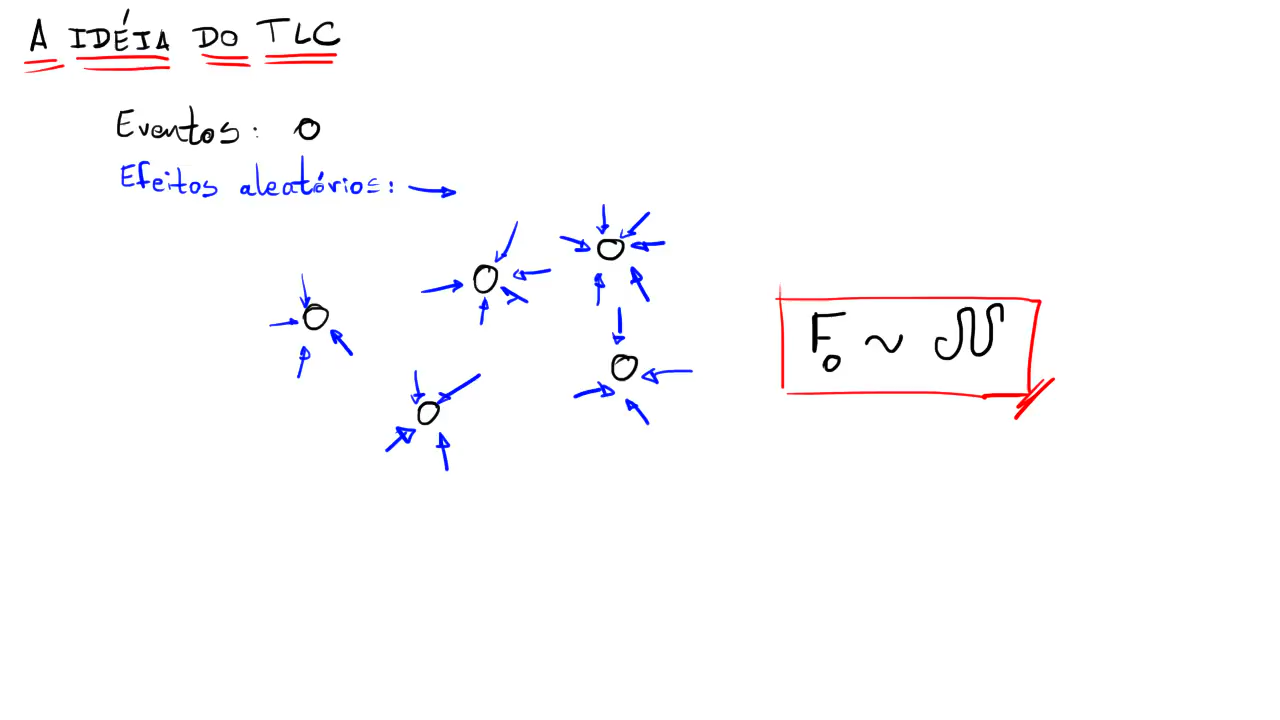 A IDÉIA DO TLC
Eventos: O
Efeitos aleatórios: →
F₀ ~ 𝒩